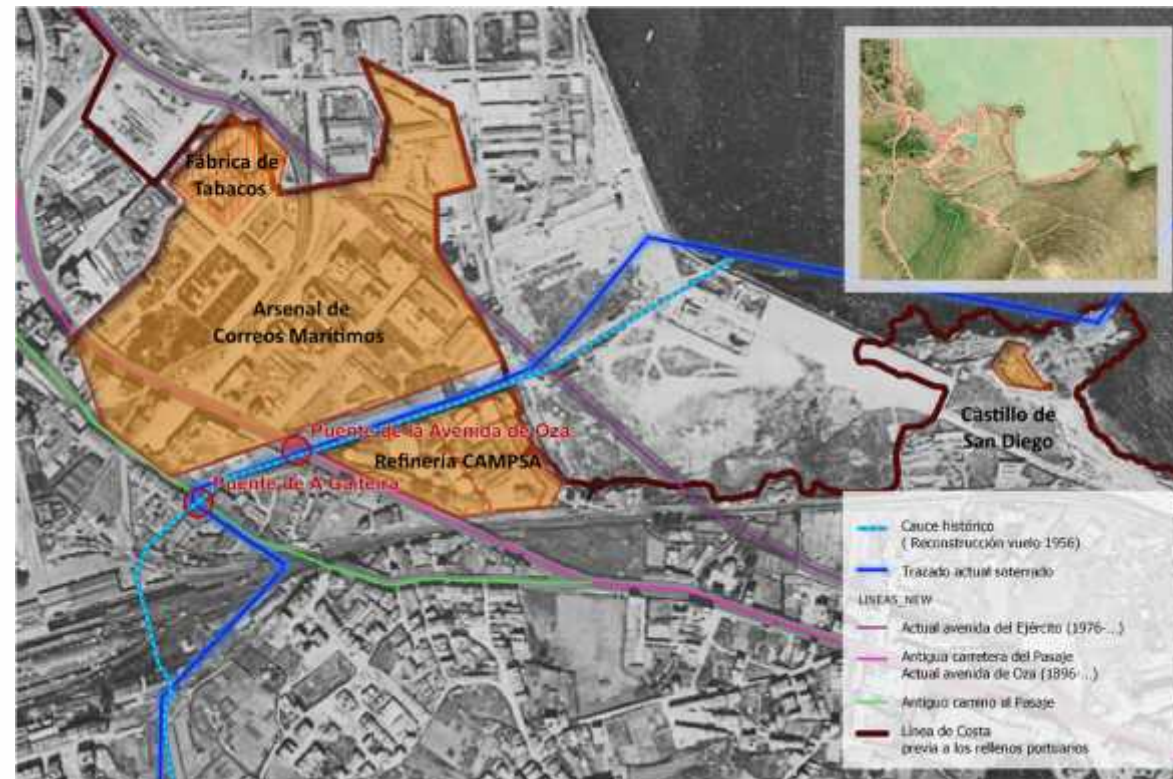 Fábrica de
Tabacos
Arsenal de
Correos Marítimos
Puente de la Avenida de Oza
Refinería CAMPSA
Puente de A Gaiteira
Castillo de
San Diego
Cauce histórico
( Reconstrucción vuelo 1956)
Trazado actual soterrado
LINEAS_NEW
Actual avenida del Ejército (1976-...)
Antigua carretera del Pasaje
Actual avenida de Oza (1896-...)
Antiguo camino al Pasaje
Línea de Costa
previa a los rellenos portuarios